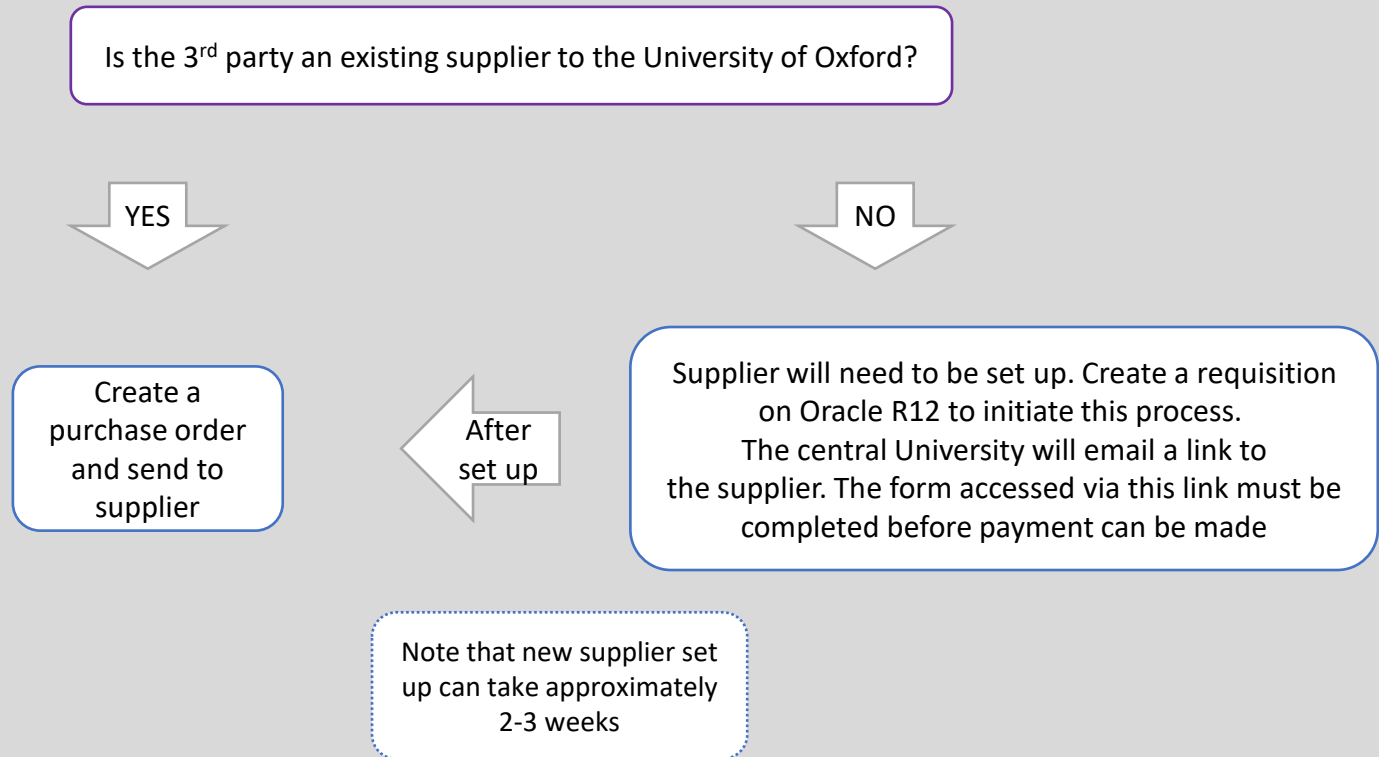 Is the 3rd party an existing supplier to the University of Oxford?
YES
NO
Create a
purchase order
and send to
supplier
After
set up
Supplier will need to be set up. Create a requisition
on Oracle R12 to initiate this process.
The central University will email a link to
the supplier. The form accessed via this link must be
completed before payment can be made
Note that new supplier set
up can take approximately
2-3 weeks